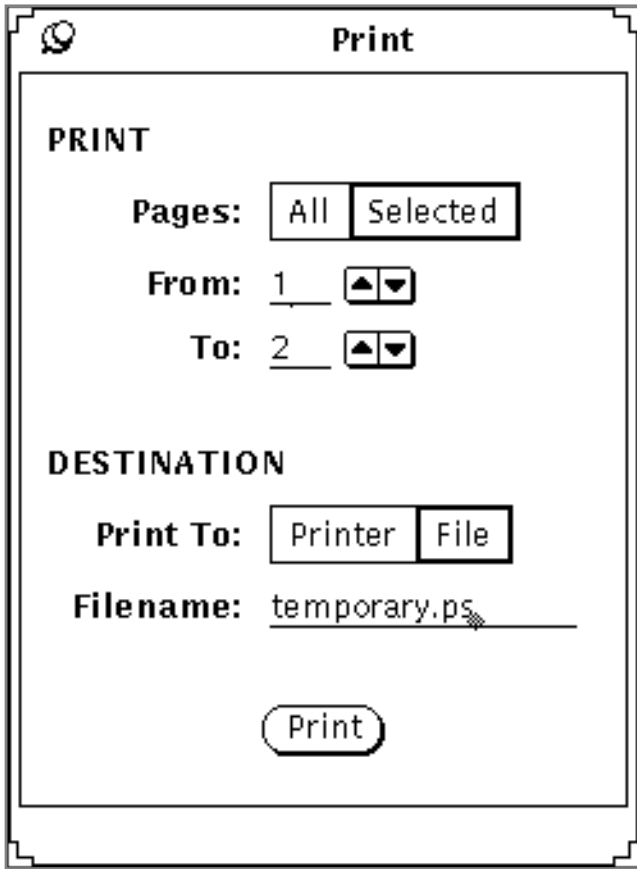 Print
PRINT
Pages: All Selected
From: 1
To: 2
DESTINATION
Print To: Printer File
Filename: temporary.ps
Print